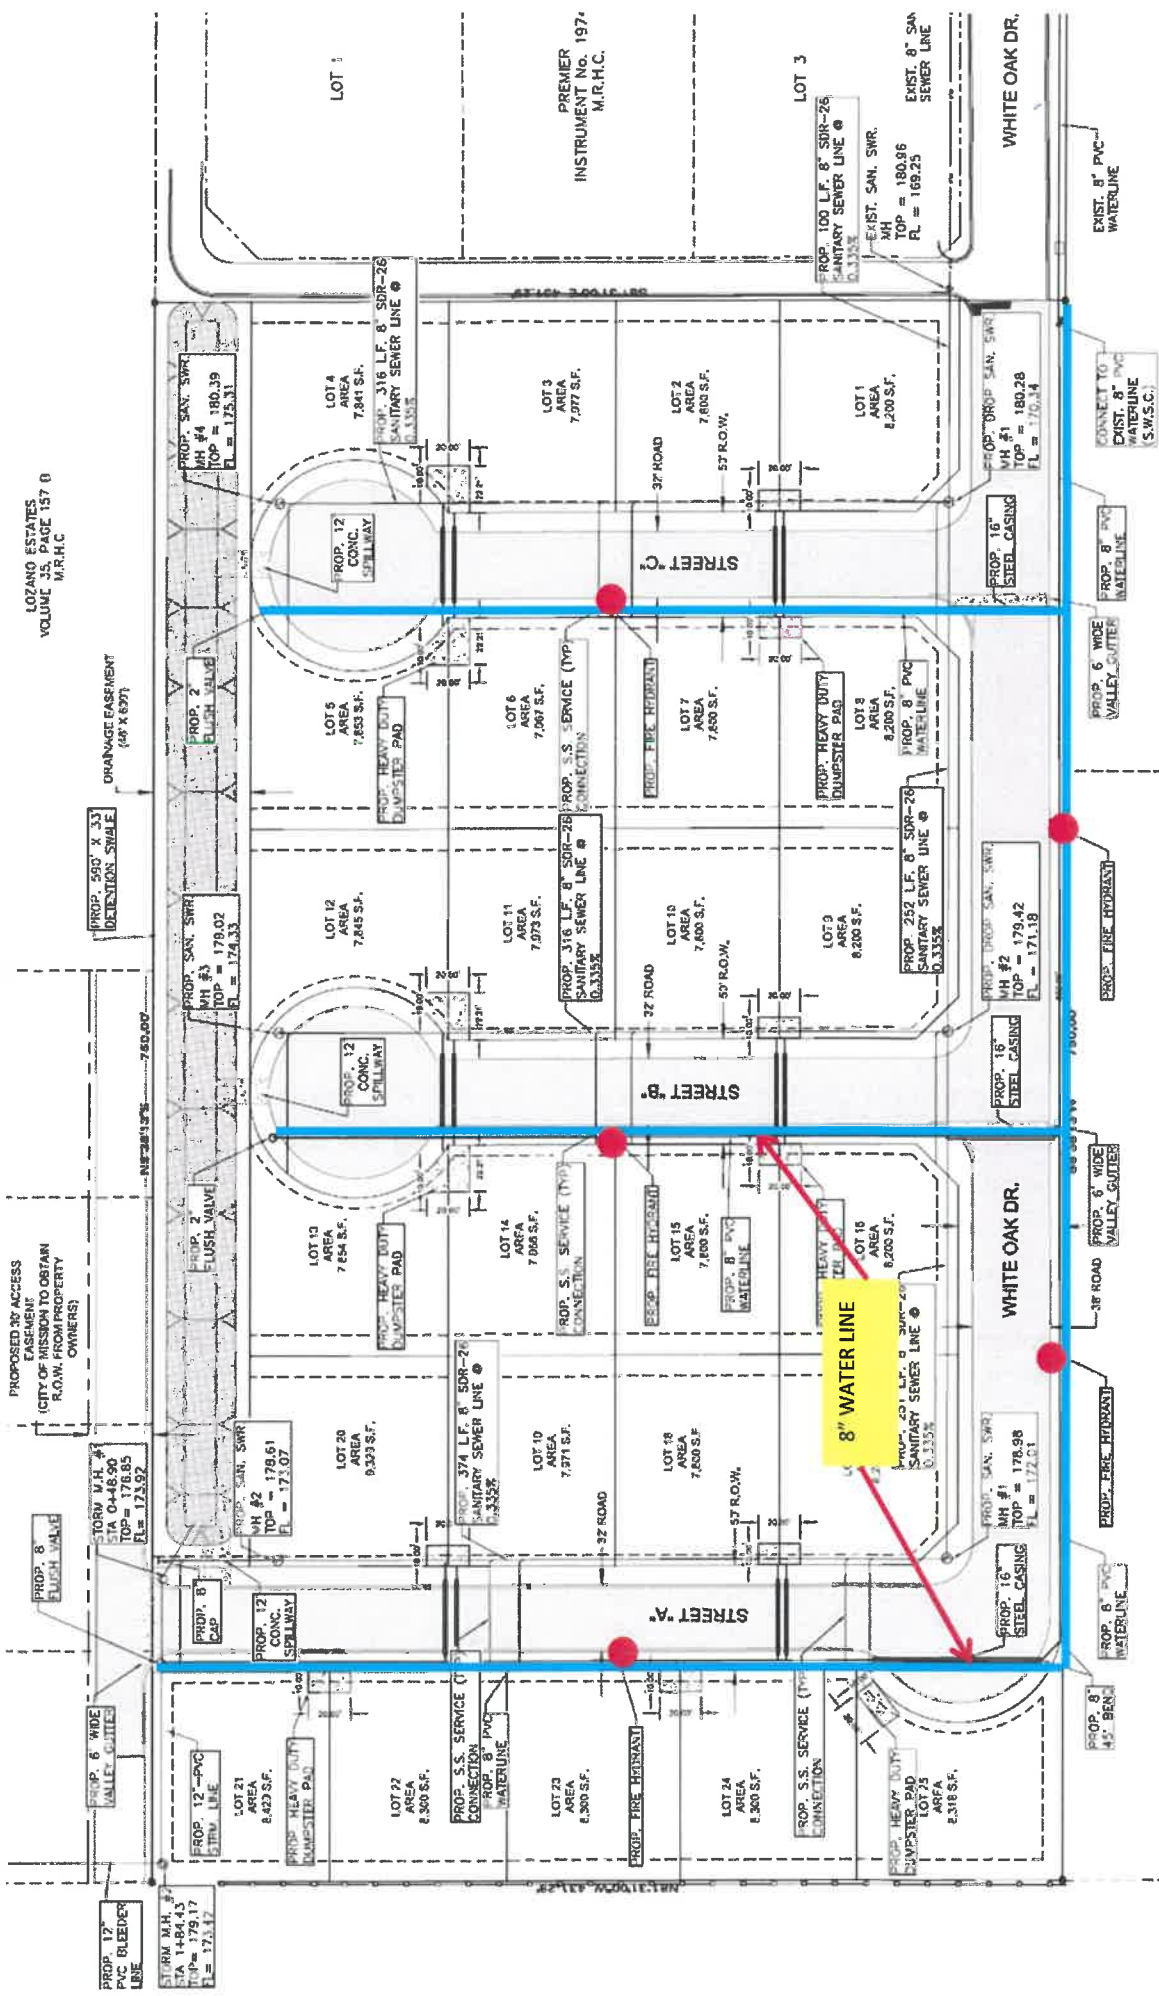 PROP. 12"
PVC BLEEDER
LINE
STORM M.H. #2
STA 1+84.43
TOP= 179.17
PROP. 6' WIDE
VALLEY GUTTER
PROP. 8"
FLUSH VALVE
STORM M.H. #1
STA 0+48.90
TOP= 178.85
FL= 173.92
PROPOSED 30' ACCESS
EASEMENT
(CITY OF MISSION TO OBTAIN
R.O.W. FROM PROPERTY
OWNERS)
PROP. 590' X 33'
DETENTION SWALE
DRAINAGE EASEMENT
LOZANO ESTATES
VOLUME 35, PAGE 157 B
M.R.H.C
760.00'
PROP. 12"-PVC
STRM LINE
PROP. 8"
CAP
PROP. 12'
CONC.
SPILLWAY
PROP. SAN. SWR
MH #2
TOP = 178.61
FL = 173.07
PROP. 2"
FLUSH VALVE
PROP. SAN. SWR.
MH #3
TOP = 179.02
FL = 174.33
PROP. 2"
FLUSH VALVE
PROP. SAN. SWR.
MH #4
TOP = 180.39
FL = 175.31
LOT 21
AREA
8,423 S.F.
PROP. HEAVY DUTY
DUMPSTER PAD
LOT 20
AREA
LOT 13
AREA
7,854 S.F.
PROP. 12'
CONC.
SPILLWAY
LOT 12
AREA
7,845 S.F.
LOT 5
AREA
7,853 S.F.
PROP. 12'
CONC.
SPILLWAY
LOT 4
AREA
7,841 S.F.
PROP. 316 L.F. 8" SDR-26
SANITARY SEWER LINE @
0.335%
LOT 22
AREA
8,300 S.F.
PROP. S.S. SERVICE (TYP)
CONNECTION
PROP. 8" PVC
WATERLINE
PROP. 374 L.F. 8" SDR-26
SANITARY SEWER LINE @
0.335%
PROP. HEAVY DUTY
DUMPSTER PAD
PROP. HEAVY DUTY
DUMPSTER PAD
LOT 14
AREA
LOT 11
AREA
7,973 S.F.
LOT 6
AREA
7,967 S.F.
LOT 3
AREA
7,977 S.F.
LOT 23
AREA
8,300 S.F.
AREA
7,971 S.F.
PROP. S.S. SERVICE (TYP)
CONNECTION
PROP. 316 L.F. 8" SDR-26
SANITARY SEWER LINE @
0.335%
PROP. S.S. SERVICE (TYP)
CONNECTION
PREMIER
INSTRUMENT No. 197
M.R.H.C.
PROP. FIRE HYDRANT
32' ROAD
PROP. FIRE HYDRANT
32' ROAD
PROP. FIRE HYDRANT
32' ROAD
LOT 24
AREA
8,300 S.F.
LOT 18
AREA
7,800 S.F.
LOT 15
AREA
7,800 S.F.
LOT 10
AREA
7,800 S.F.
LOT 7
AREA
7,800 S.F.
LOT 2
AREA
7,800 S.F.
STREET "A"
STREET "B"
STREET "C"
PROP. 8" PVC
WATERLINE
PROP. S.S. SERVICE (TYP)
CONNECTION
HEAVY DUTY
8" WATER LINE
LOT 16
AREA
8,200 S.F.
LOT 9
AREA
8,200 S.F.
PROP. HEAVY DUTY
DUMPSTER PAD
LOT 8
AREA
8,200 S.F.
LOT 1
AREA
8,200 S.F.
LOT 3
PROP. HEAVY DUTY
DUMPSTER PAD
LOT 25
AREA
8,318 S.F.
SANITARY SEWER LINE @
0.335%
PROP. 252 L.F. 8" SDR-26
SANITARY SEWER LINE @
0.335%
PROP. 8" PVC
WATERLINE
PROP. 100 L.F. 8" SDR-26
SANITARY SEWER LINE @
0.335%
EXIST. SAN. SWR.
MH
TOP = 180.96
FL = 169.25
EXIST. 8" SAN
SEWER LINE
PROP. 16"
STEEL CASING
PROP. SAN. SWR.
MH #1
TOP = 178.98
FL = 172.01
WHITE OAK DR.
PROP. 16"
STEEL CASING
PROP. DROP SAN. SWR.
MH #2
TOP = 179.42
FL = 171.18
PROP. 16"
STEEL CASING
PROP. DROP SAN. SWR.
MH #1
TOP = 180.28
FL = 170.34
WHITE OAK DR.
PROP. 8"
45° BEND
PROP. 8" PVC
WATERLINE
PROP. FIRE HYDRANT
38' ROAD
PROP. 6' WIDE
VALLEY GUTTER
PROP. FIRE HYDRANT
PROP. 6' WIDE
VALLEY GUTTER
PROP. 8" PVC
WATERLINE
CONNECT TO
EXIST. 8" PVC
WATERLINE
(S.W.S.C.)
EXIST. 8" PVC
WATERLINE